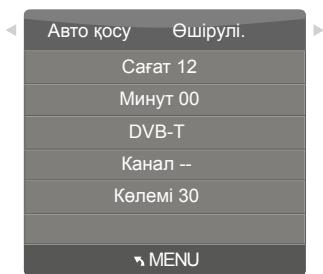 Авто қосу Өшірулі.
Сағат 12
Минут 00
DVB-T
Канал --
Көлемі 30
MENU